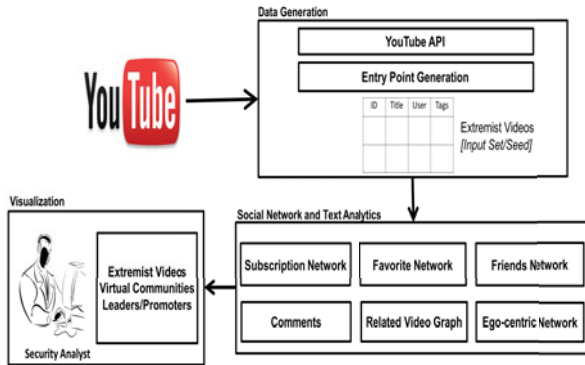 Data Generation
YouTube API
YouTube
Entry Point Generation
ID Title User Tags
Extremist Videos
[Input Set/Seed]
Visualization
Social Network and Text Analytics
Extremist Videos
Virtual Communities
Leaders/Promoters
Security Analyst
Subscription Network
Favorite Network
Friends Network
Comments
Related Video Graph
Ego-centric Network